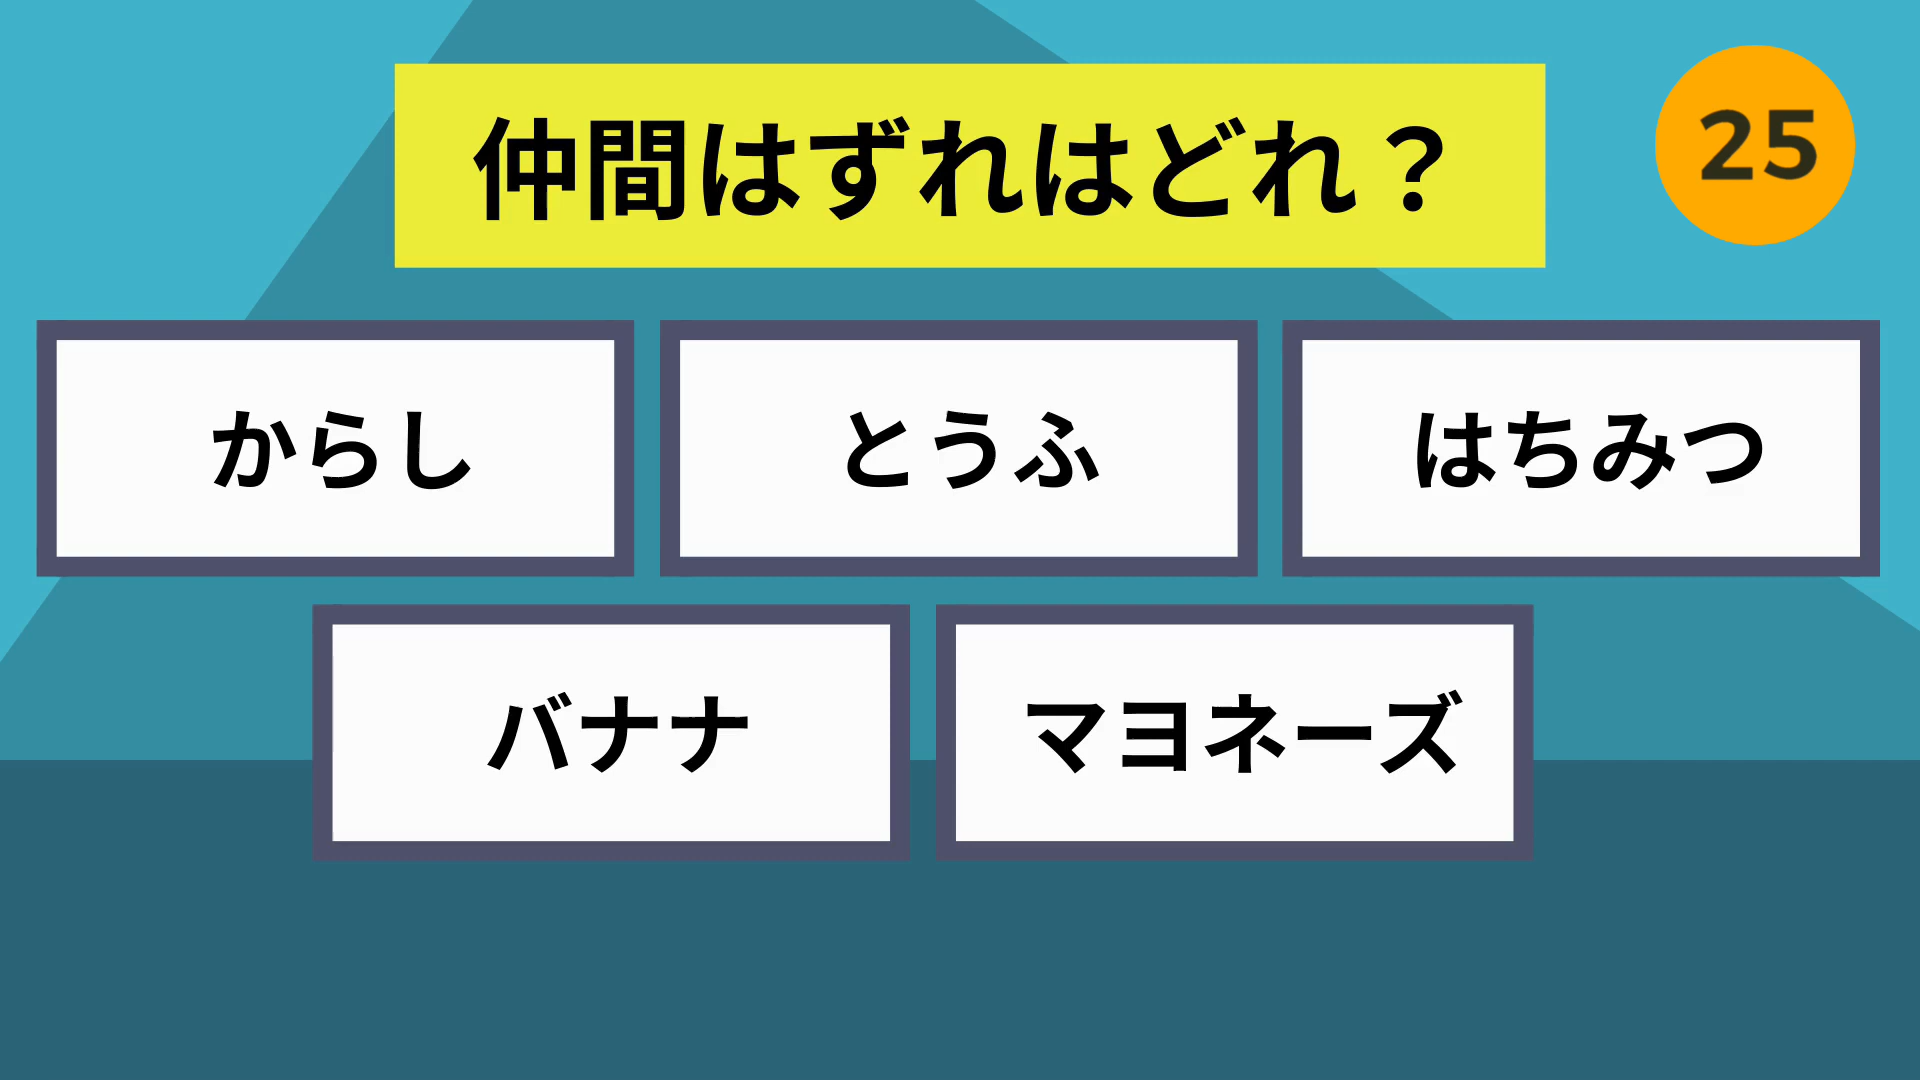 仲間はずれはどれ？
25
からし
とうふ
はちみつ
バナナ
マヨネーズ